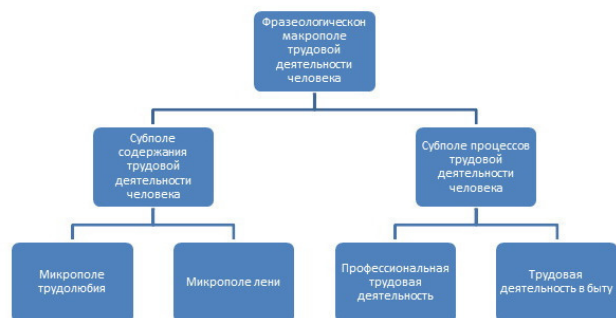 Фразеологическон
макрополе
трудовой
деятельности
человека
Субполе
содержания
трудовой
деятельности
человека
Субполе процессов
трудовой
деятельности
человека
Микрополе
трудолюбия
Микрополе лени
Профессиональная
трудовая
деятельность
Трудовая
деятельность в быту